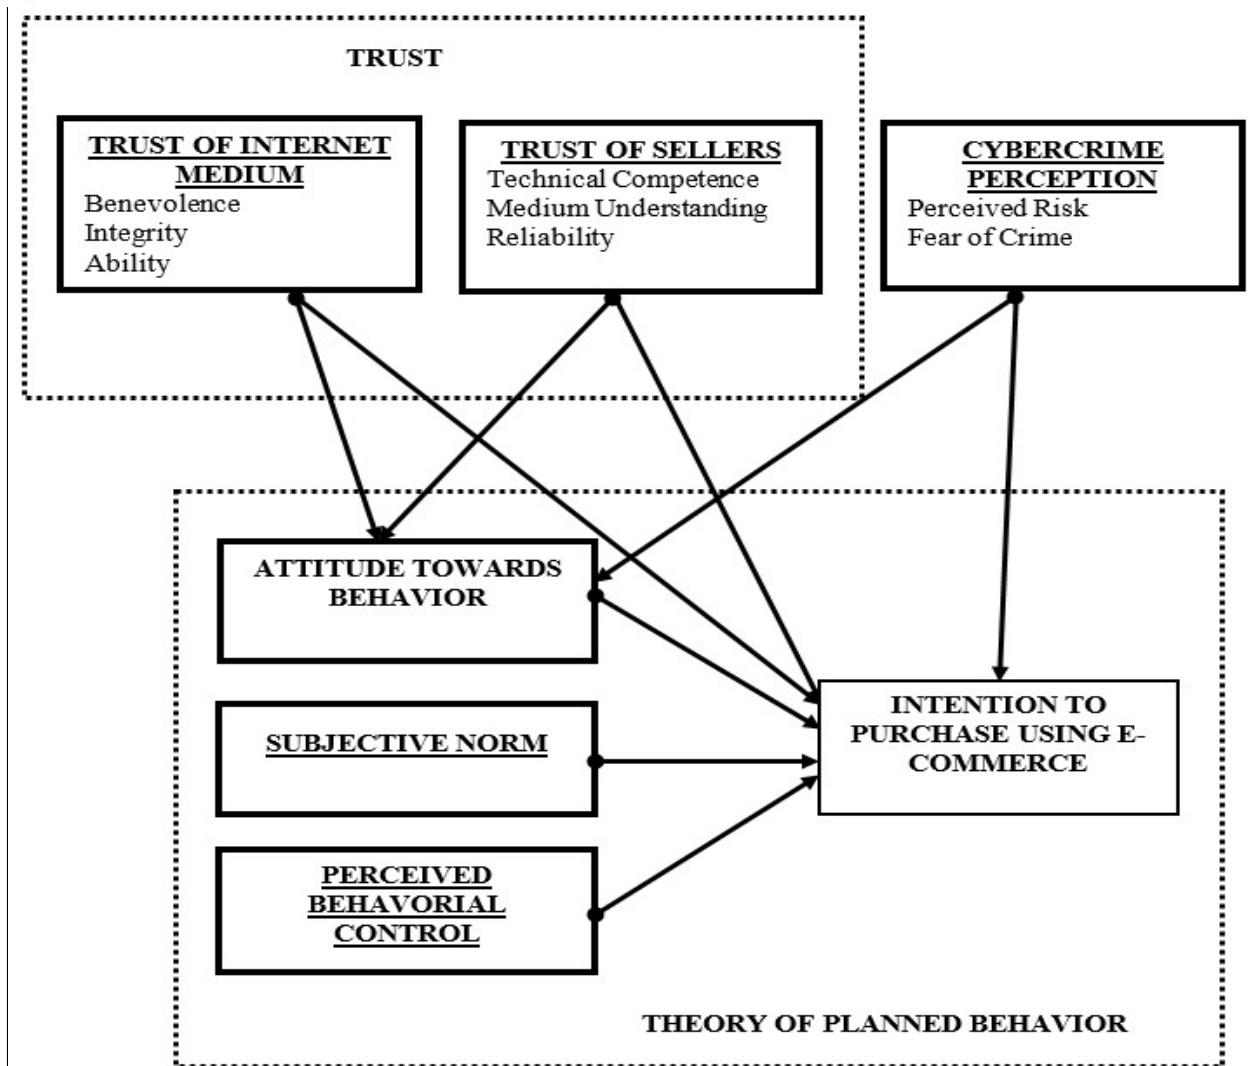 TRUST
TRUST OF INTERNET
MEDIUM
Benevolence
Integrity
Ability
TRUST OF SELLERS
Technical Competence
Medium Understanding
Reliability
CYBERCRIME
PERCEPTION
Perceived Risk
Fear of Crime
ATTITUDE TOWARDS
BEHAVIOR
SUBJECTIVE NORM
PERCEIVED
BEHAVORIAL
CONTROL
INTENTION TO
PURCHASE USING E-
COMMERCE
THEORY OF PLANNED BEHAVIOR